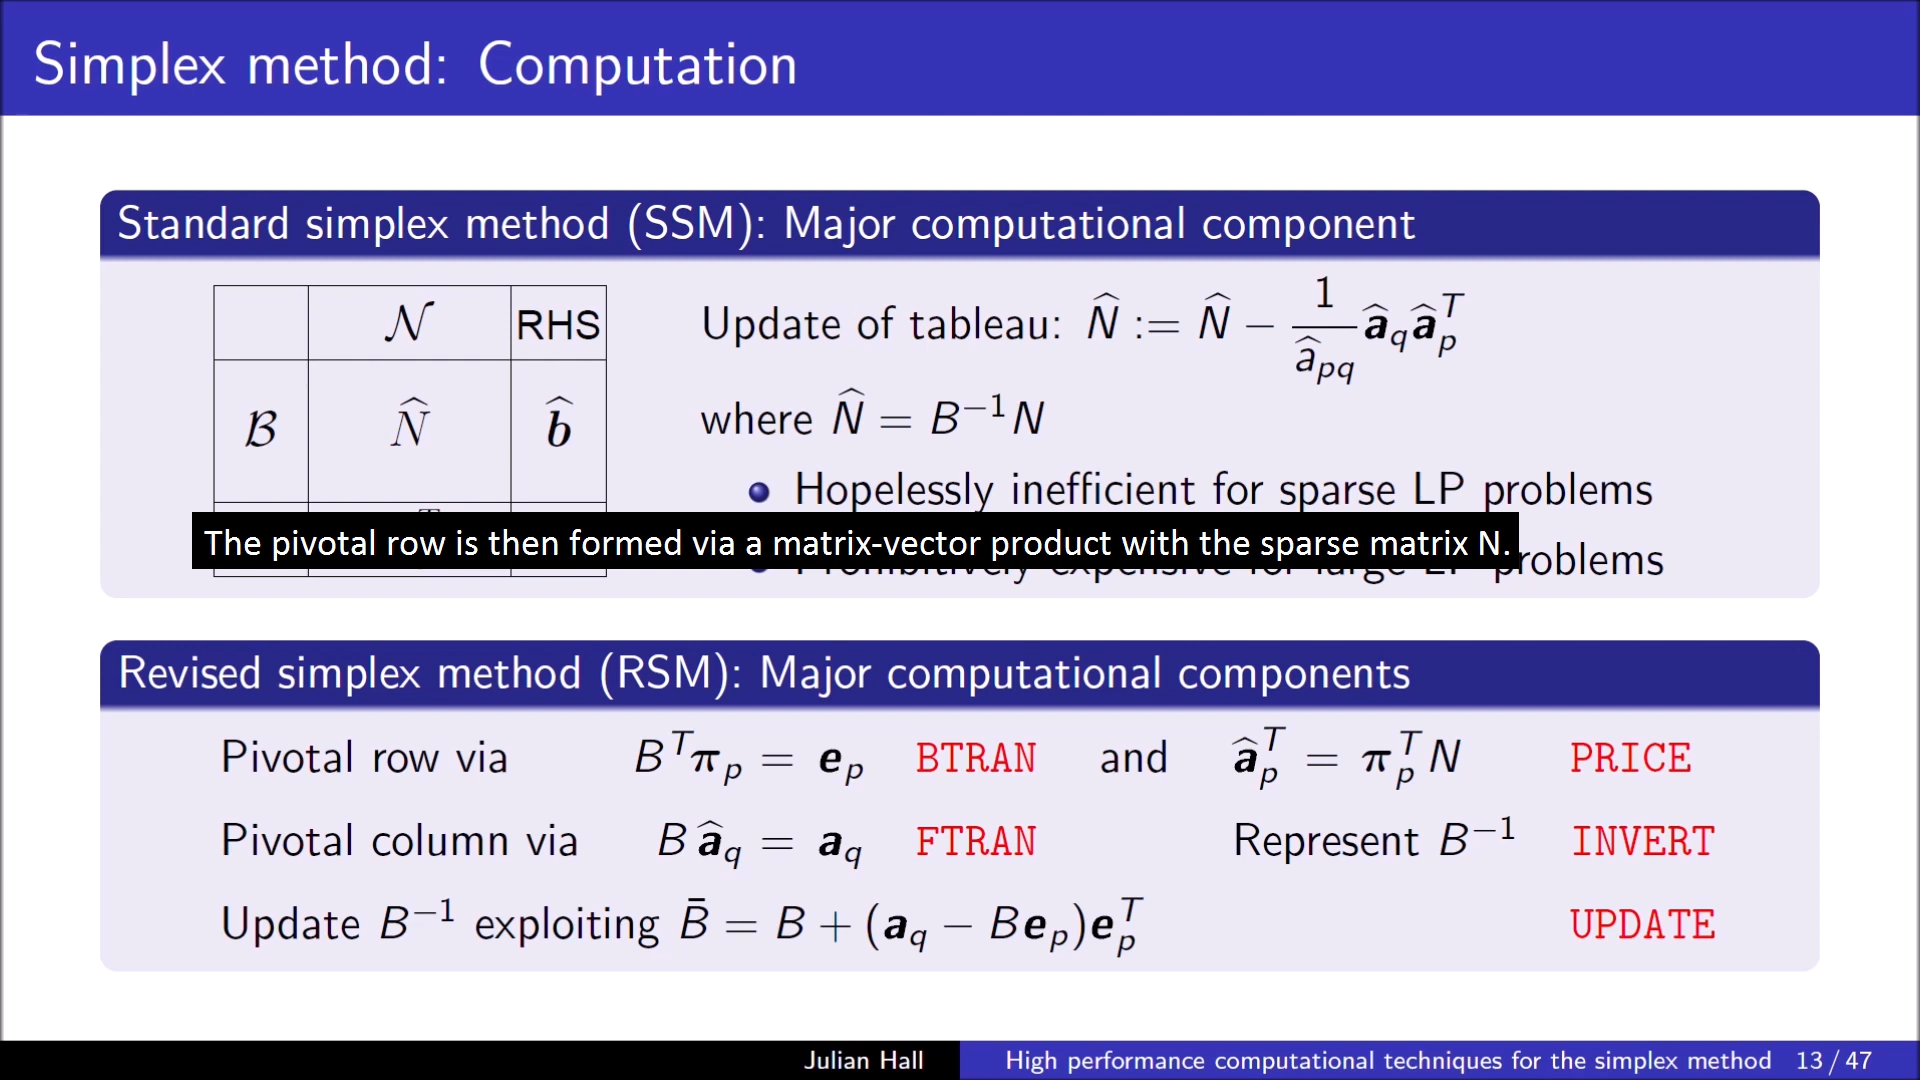 Simplex method: Computation
Standard simplex method (SSM): Major computational component
𝒩 RHS
ℬ N̂ b̂
Update of tableau: N̂ := N̂ − 1/â_pq â_q â_p^T
where N̂ = B⁻¹N
Hopelessly inefficient for sparse LP problems
The pivotal row is then formed via a matrix-vector product with the sparse matrix N.
problems
Revised simplex method (RSM): Major computational components
Pivotal row via B^T π_p = e_p BTRAN and â_p^T = π_p^T N PRICE
Pivotal column via B â_q = a_q FTRAN Represent B⁻¹ INVERT
Update B⁻¹ exploiting B̄ = B + (a_q − Be_p)e_p^T UPDATE
Julian Hall High performance computational techniques for the simplex method 13 / 47